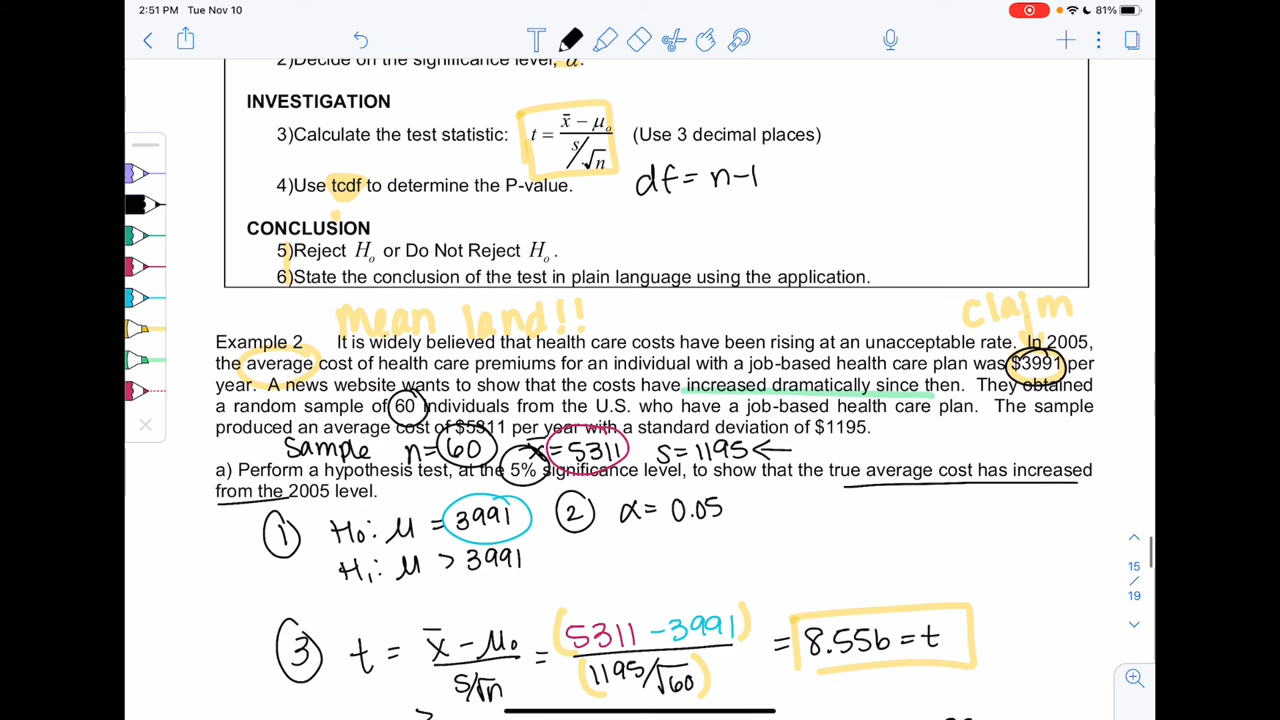 2:51 PM Tue Nov 10
81%
2)Decide on the significance level, α.
INVESTIGATION
3)Calculate the test statistic: t = x̄ − μₒ / s/√n (Use 3 decimal places)
4)Use tcdf to determine the P-value. df = n-1
CONCLUSION
5)Reject Hₒ or Do Not Reject Hₒ.
6)State the conclusion of the test in plain language using the application.
mean land!! claim
Example 2 It is widely believed that health care costs have been rising at an unacceptable rate. In 2005,
the average cost of health care premiums for an individual with a job-based health care plan was $3991 per
year. A news website wants to show that the costs have increased dramatically since then. They obtained
a random sample of 60 individuals from the U.S. who have a job-based health care plan. The sample
produced an average cost of $5311 per year with a standard deviation of $1195.
Sample n=60 x̄=5311 s=1195←
a) Perform a hypothesis test, at the 5% significance level, to show that the true average cost has increased
from the 2005 level.
① H₀: μ = 3991 ② α = 0.05
H₁: μ > 3991
③ t = x̄ - μ₀ / s/√n = (5311 - 3991) / (1195/√60) = 8.556 = t
15
/
19